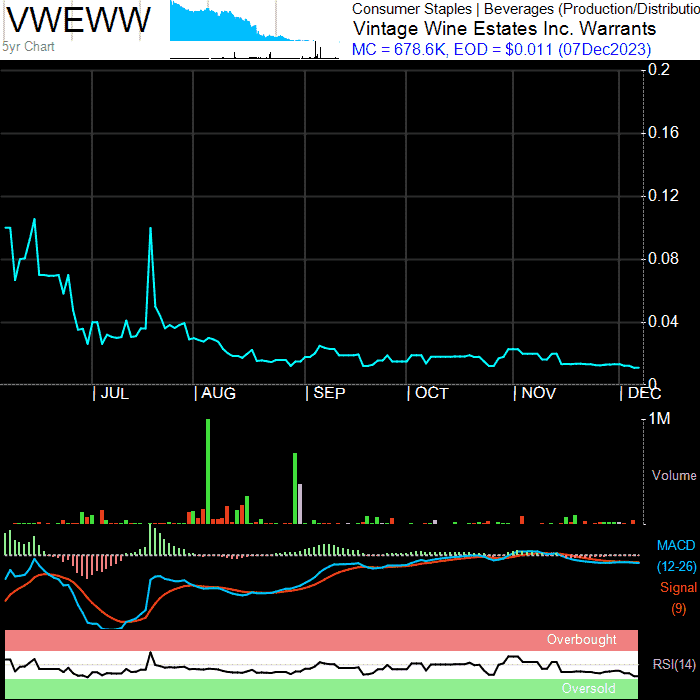 VWEWW
5yr Chart
Consumer Staples | Beverages (Production/Distributio
Vintage Wine Estates Inc. Warrants
MC = 678.6K, EOD = $0.011 (07Dec2023)
0.2
0.16
0.12
0.08
0.04
0
| JUL | AUG | SEP | OCT | NOV | DEC
1M
Volume
MACD
(12-26)
Signal
(9)
Overbought
RSI(14)
Oversold